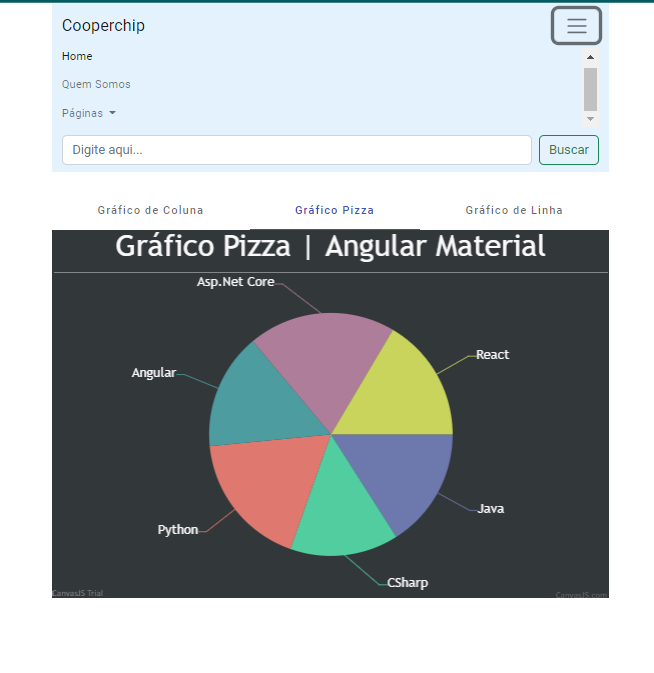 Cooperchip
Home
Quem Somos
Páginas
Digite aqui...
Buscar
Gráfico de Coluna
Gráfico Pizza
Gráfico de Linha
Gráfico Pizza | Angular Material
Asp.Net Core
React
Angular
Java
Python
CSharp
CanvasJS Trial
CanvasJS.com